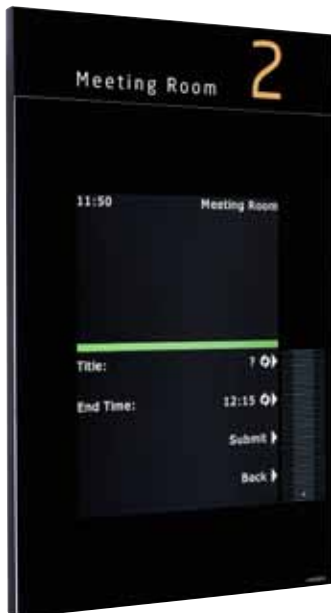 Meeting Room 2
11:50 Meeting Room
Title: ?
End Time: 12:15
Submit
Back